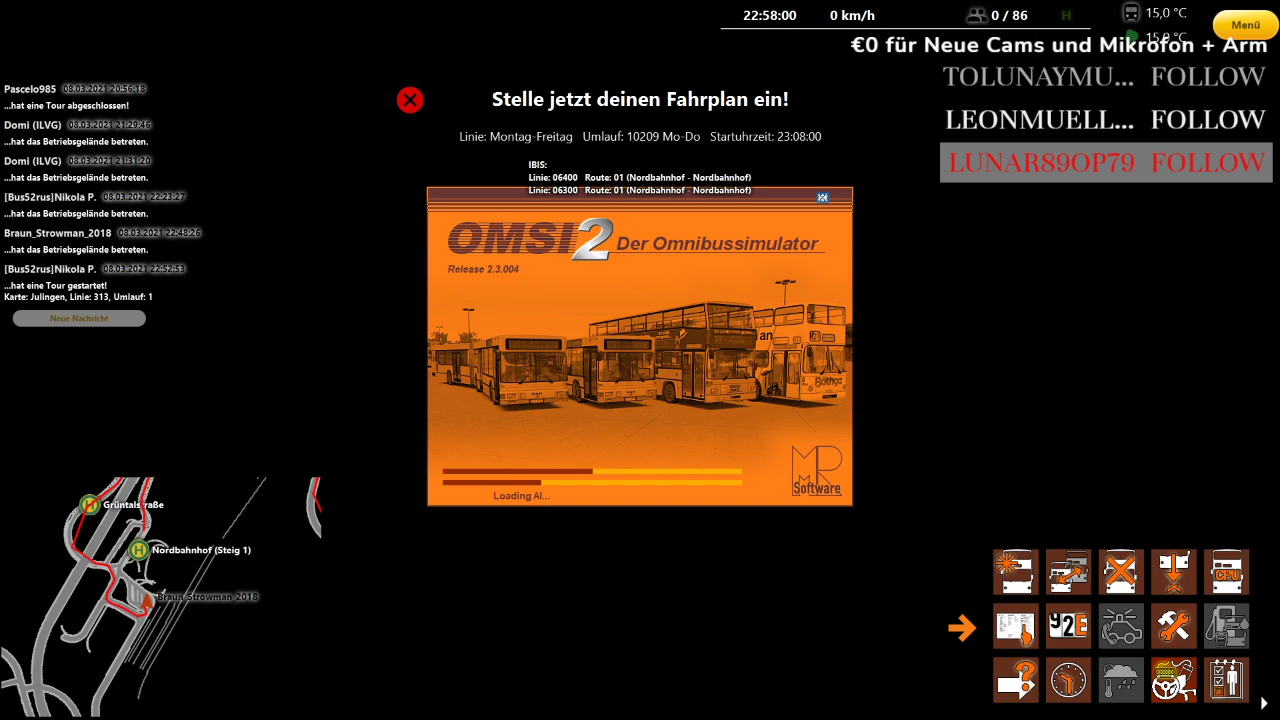 22:58:00 0 km/h 0 / 86 H 15,0 °C
Menü
15,0 °C
€0 für Neue Cams und Mikrofon + Arm
TOLUNAYMU... FOLLOW
LEONMUELL... FOLLOW
LUNAR89OP79 FOLLOW
Pascelo985 08.03.2021 20:56:18
...hat eine Tour abgeschlossen!
Domi (ILVG) 08.03.2021 21:29:46
...hat das Betriebsgelände betreten.
Domi (ILVG) 08.03.2021 21:31:20
...hat das Betriebsgelände betreten.
[Bus52rus]Nikola P. 08.03.2021 22:23:27
...hat das Betriebsgelände betreten.
Braun_Strowman_2018 08.03.2021 22:48:26
...hat das Betriebsgelände betreten.
[Bus52rus]Nikola P. 08.03.2021 22:52:53
...hat eine Tour gestartet!
Karte: Julingen, Linie: 313, Umlauf: 1
Neue Nachricht
Stelle jetzt deinen Fahrplan ein!
Linie: Montag-Freitag Umlauf: 10209 Mo-Do Startuhrzeit: 23:08:00
IBIS:
Linie: 06400 Route: 01 (Nordbahnhof - Nordbahnhof)
Linie: 06300 Route: 01 (Nordbahnhof - Nordbahnhof)
OMSI 2 Der Omnibussimulator
Release 2.3.004
an
Loading AI...
MR
Software
Grüntalstraße
H Nordbahnhof (Steig 1)
Braun_Strowman_2018
CPU
92E
?